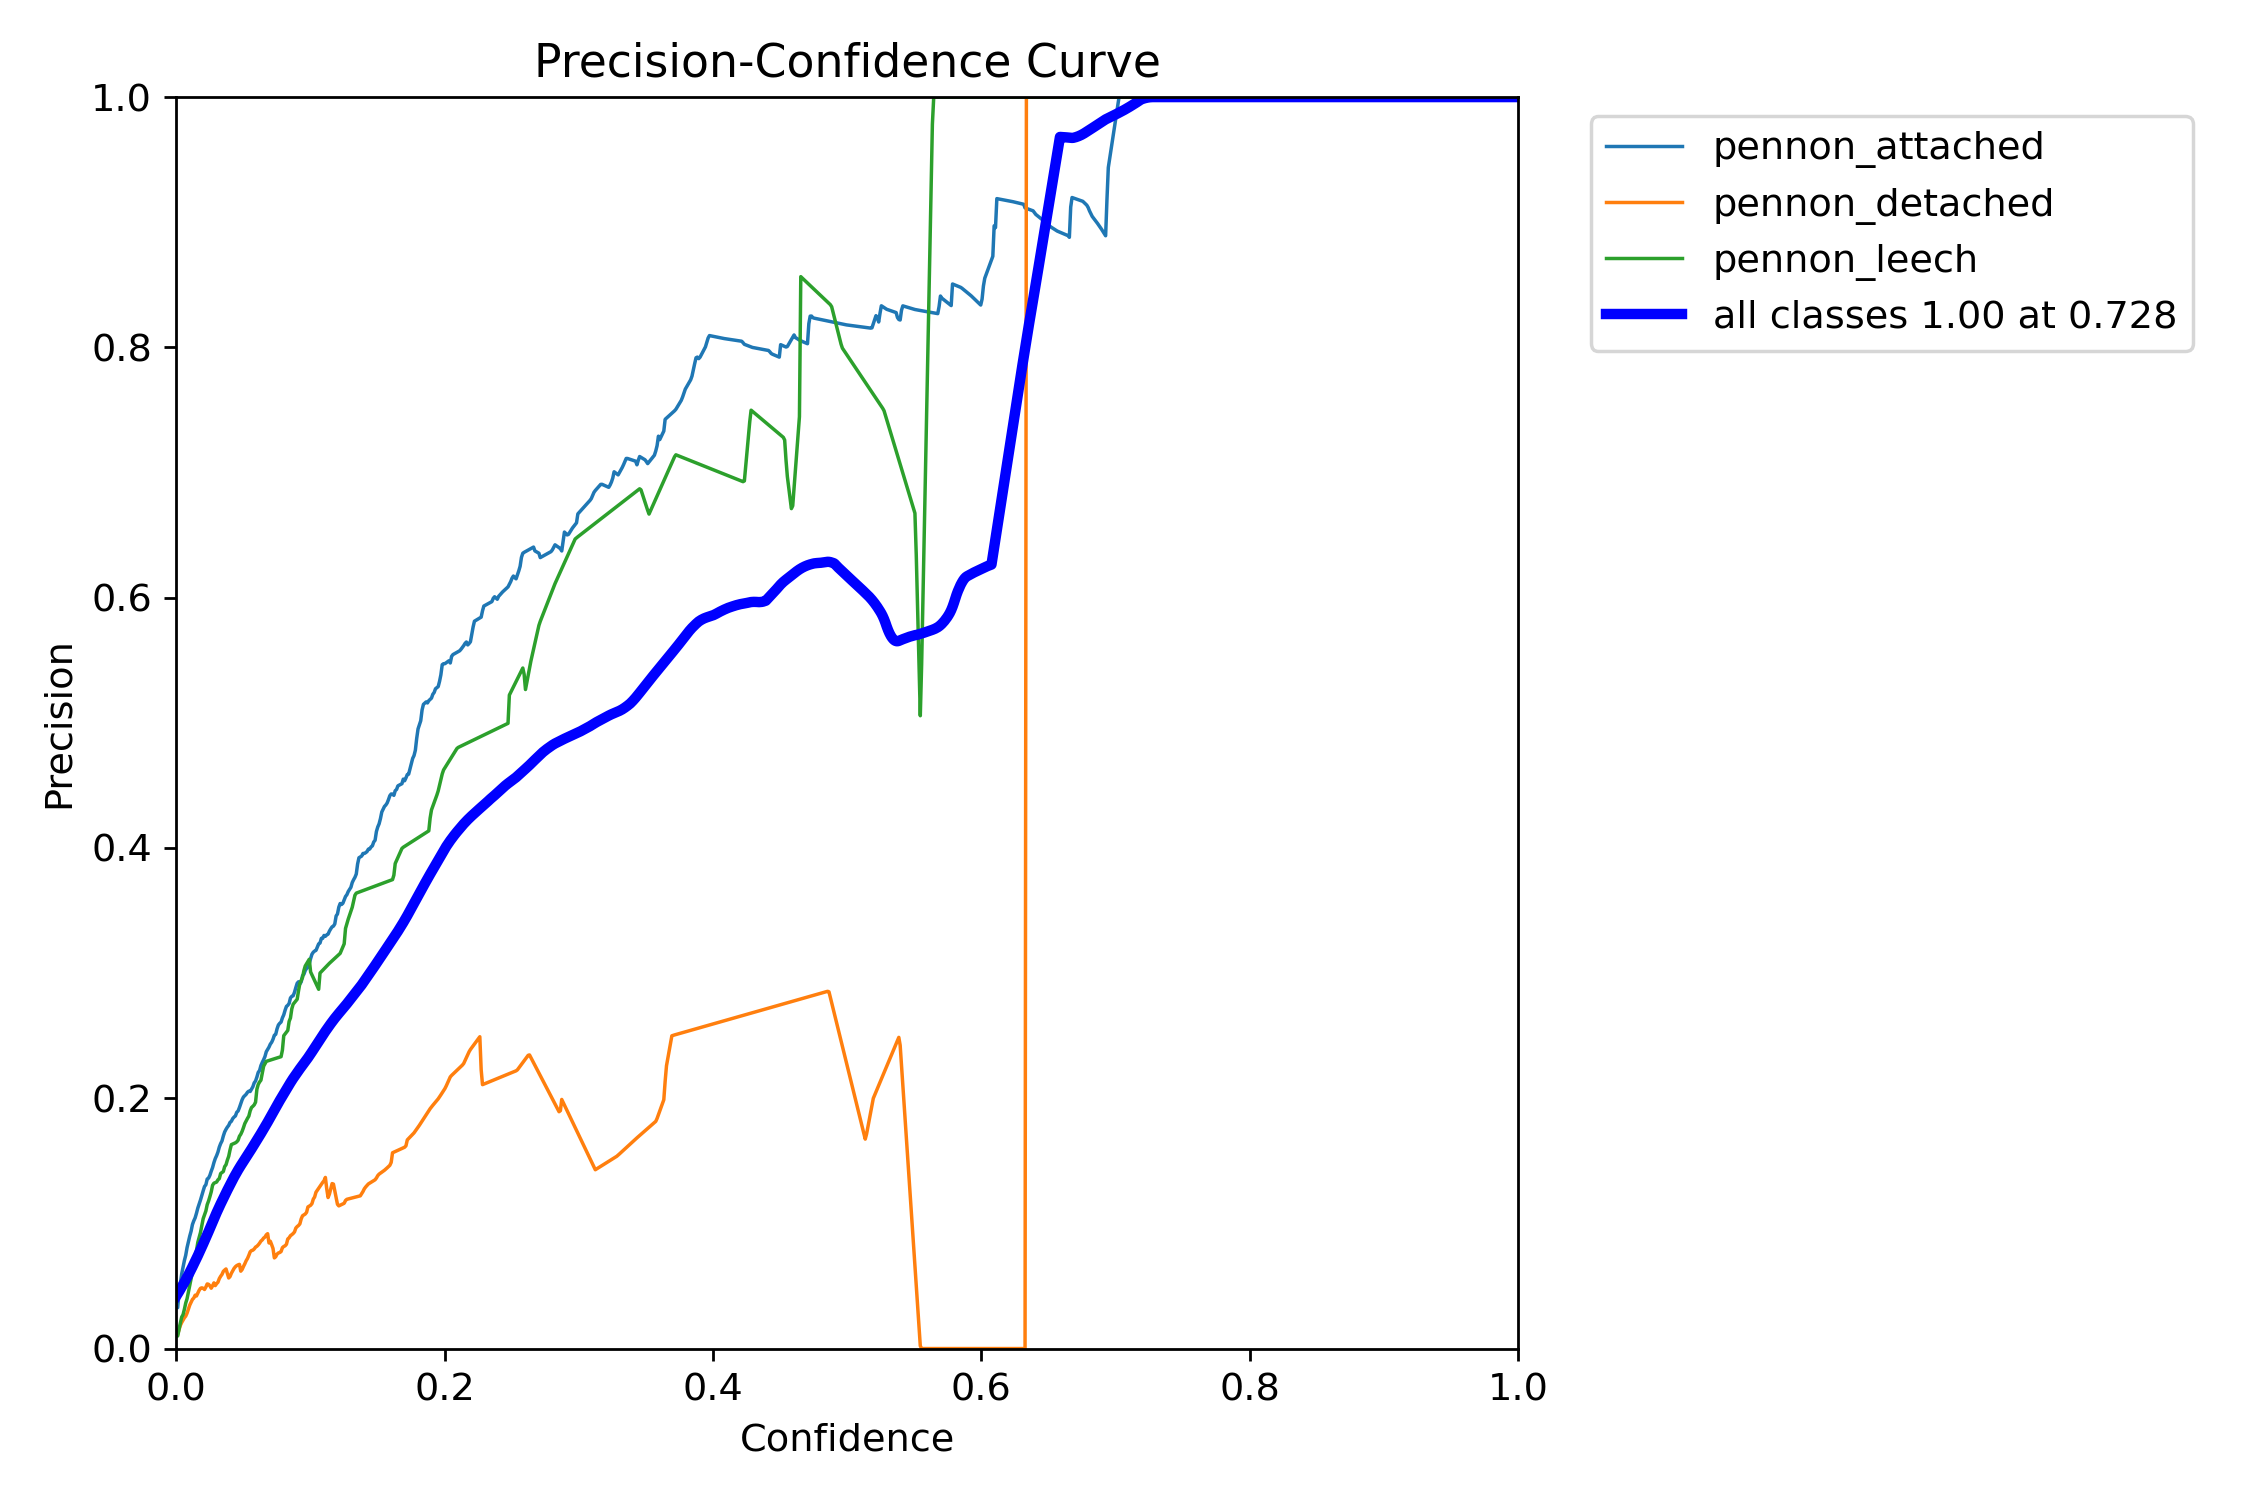 Precision-Confidence Curve
1.0
0.8
0.6
0.4
0.2
0.0
Precision
0.0 0.2 0.4 0.6 0.8 1.0
Confidence
pennon_attached
pennon_detached
pennon_leech
all classes 1.00 at 0.728